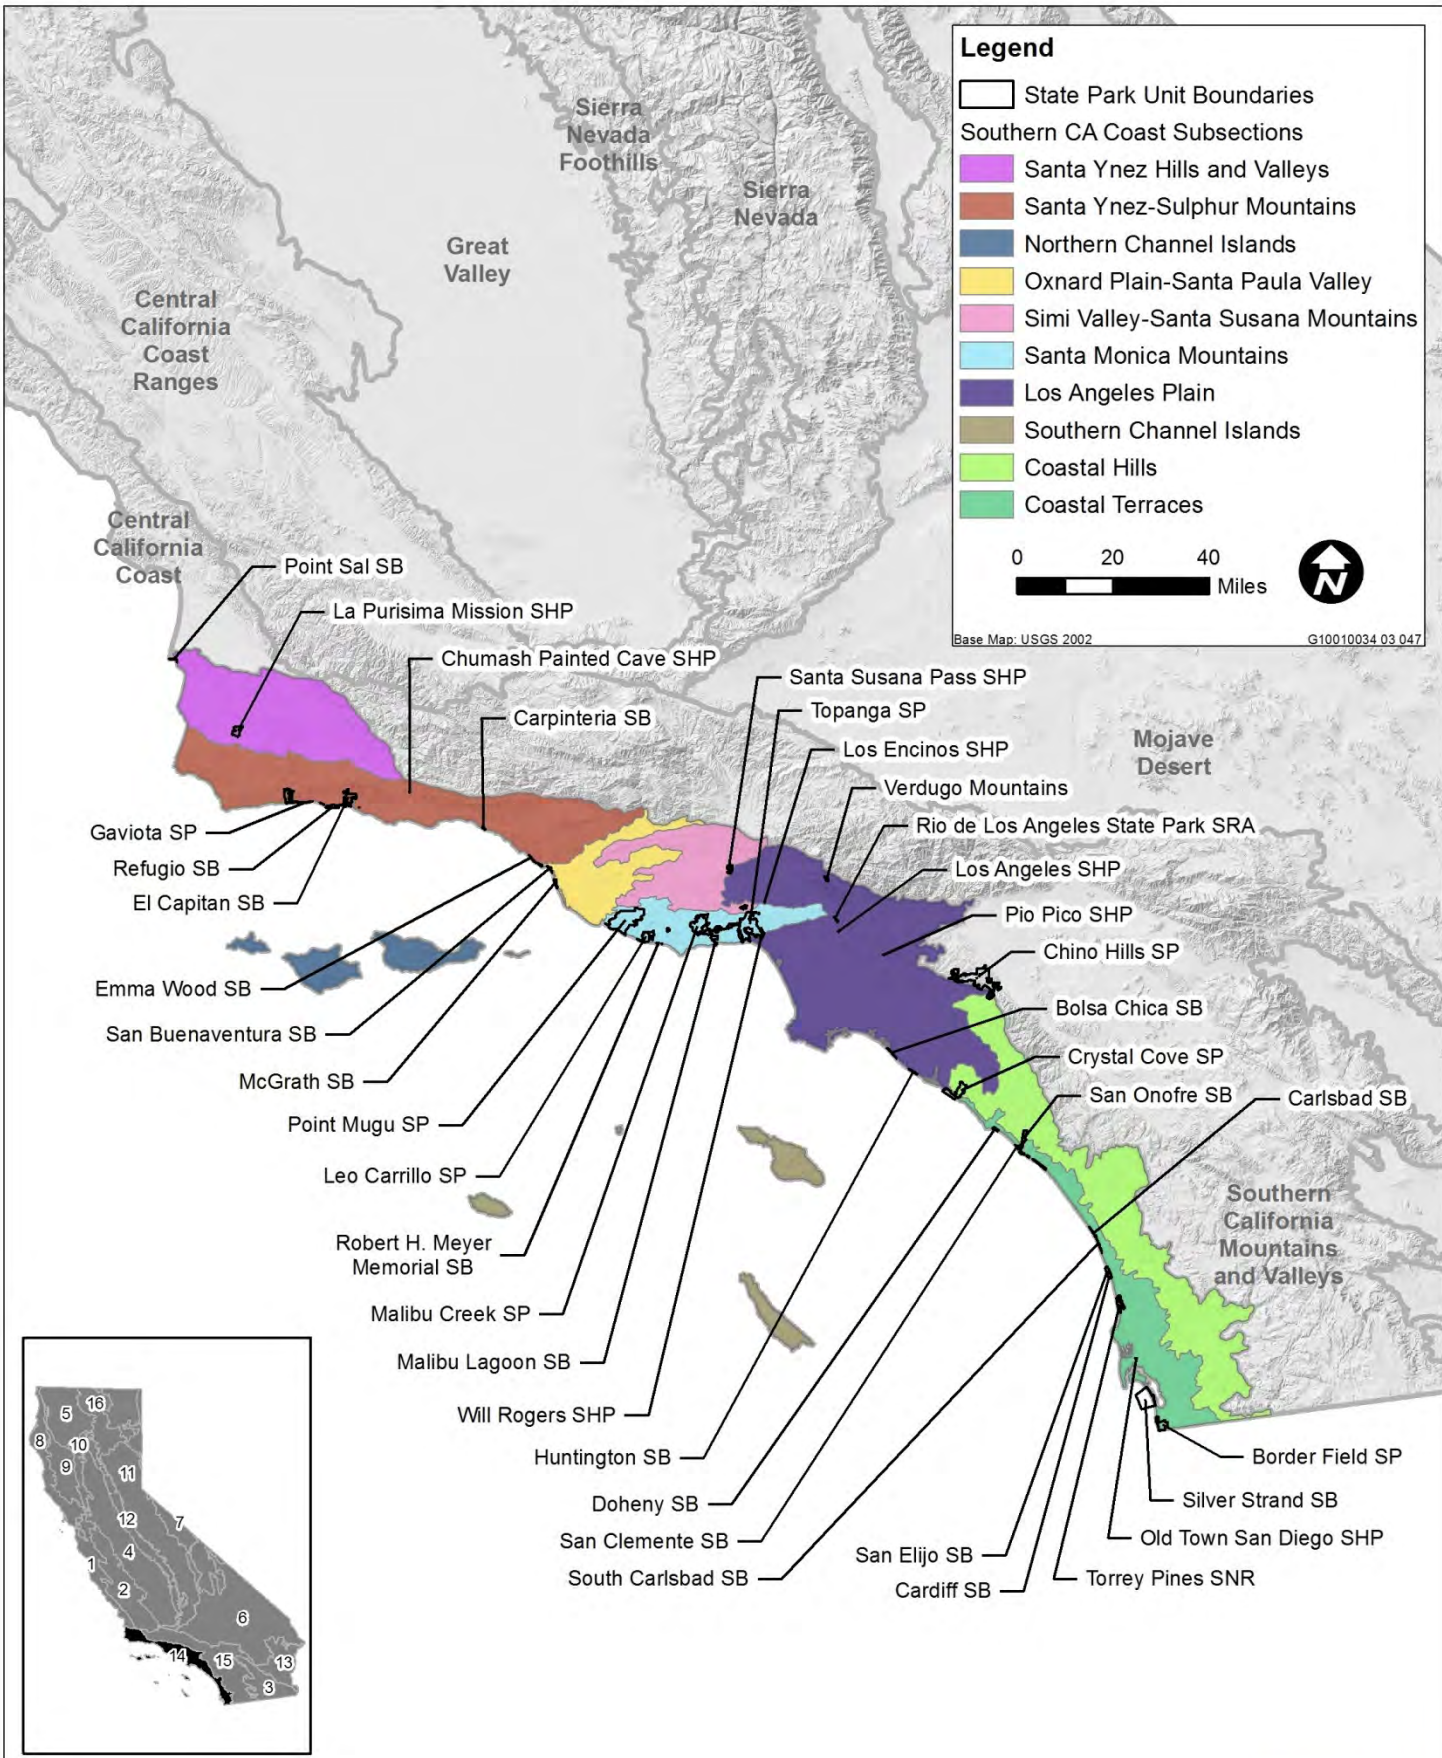 Legend
State Park Unit Boundaries
Southern CA Coast Subsections
Santa Ynez Hills and Valleys
Santa Ynez-Sulphur Mountains
Northern Channel Islands
Oxnard Plain-Santa Paula Valley
Simi Valley-Santa Susana Mountains
Santa Monica Mountains
Los Angeles Plain
Southern Channel Islands
Coastal Hills
Coastal Terraces
0 20 40
Miles
N
Base Map: USGS 2002
G10010034 03 047
Sierra
Nevada
Foothills
Sierra
Nevada
Great
Valley
Central
California
Coast
Ranges
Central
California
Coast
Mojave
Desert
Southern
California
Mountains
and Valleys
Point Sal SB
La Purisima Mission SHP
Chumash Painted Cave SHP
Carpinteria SB
Santa Susana Pass SHP
Topanga SP
Los Encinos SHP
Verdugo Mountains
Rio de Los Angeles State Park SRA
Los Angeles SHP
Pio Pico SHP
Chino Hills SP
Bolsa Chica SB
Crystal Cove SP
San Onofre SB
Carlsbad SB
Gaviota SP
Refugio SB
El Capitan SB
Emma Wood SB
San Buenaventura SB
McGrath SB
Point Mugu SP
Leo Carrillo SP
Robert H. Meyer
Memorial SB
Malibu Creek SP
Malibu Lagoon SB
Will Rogers SHP
Huntington SB
Doheny SB
San Clemente SB
South Carlsbad SB
San Elijo SB
Cardiff SB
Torrey Pines SNR
Old Town San Diego SHP
Silver Strand SB
Border Field SP
16
5
8
10
9
11
12
7
1
4
2
6
14
15
13
3